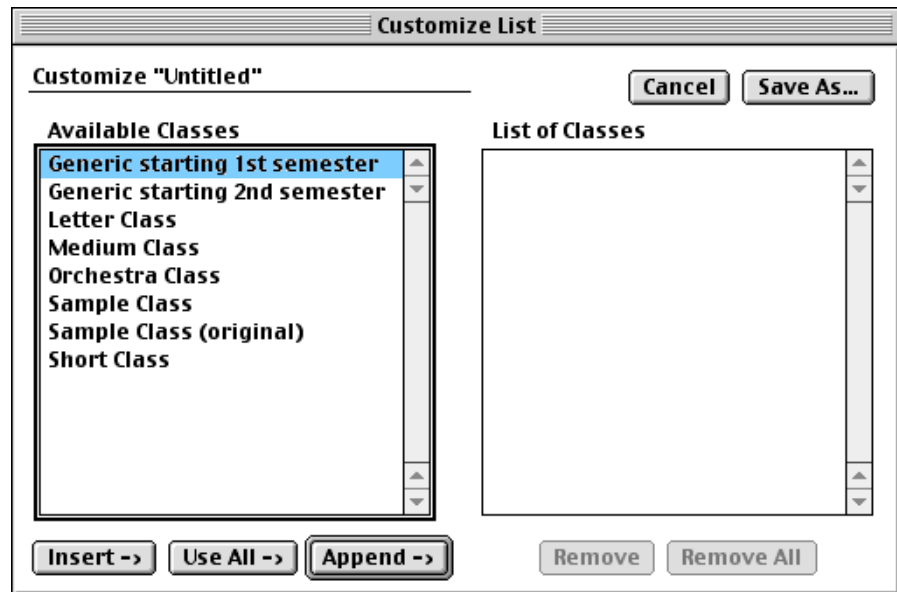 Customize List
Customize "Untitled"
Cancel
Save As...
Available Classes
List of Classes
Generic starting 1st semester
Generic starting 2nd semester
Letter Class
Medium Class
Orchestra Class
Sample Class
Sample Class (original)
Short Class
Insert ->
Use All ->
Append ->
Remove
Remove All